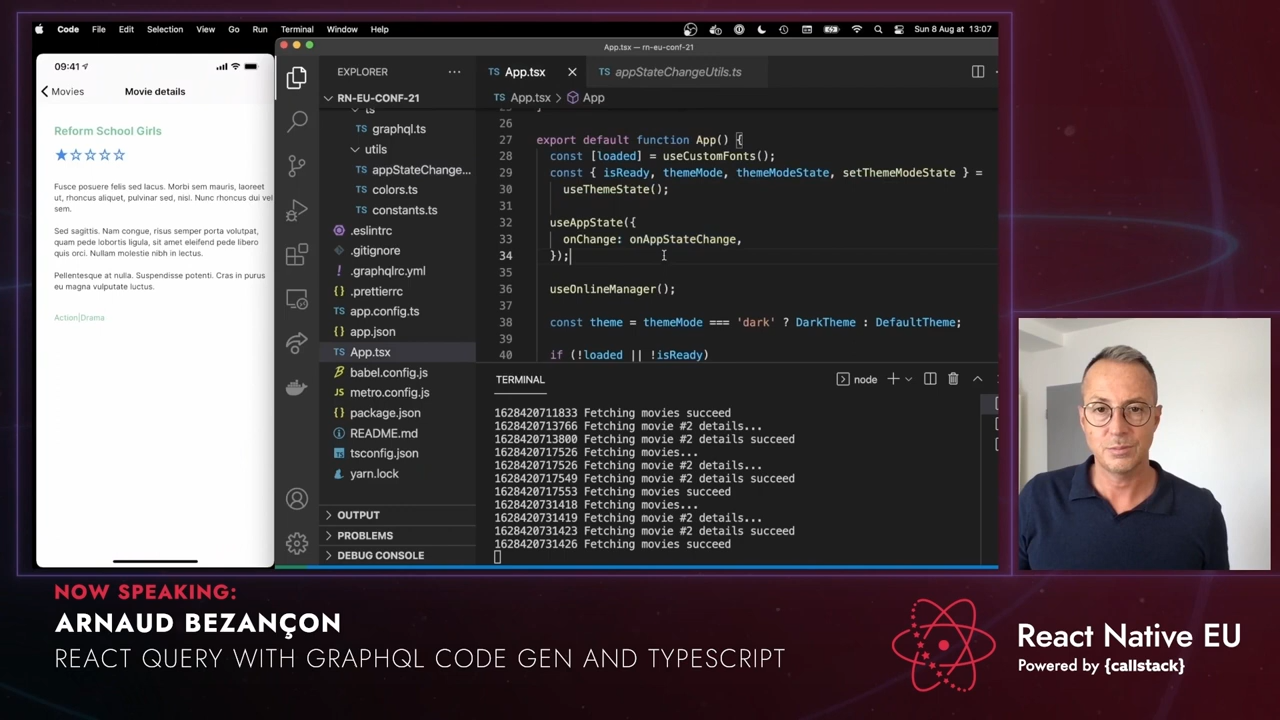 Code File Edit Selection View Go Run Terminal Window Help
Sun 8 Aug at 13:07
09:41
Movies
Movie details
Reform School Girls
Fusce posuere felis sed lacus. Morbi sem mauris, laoreet
ut, rhoncus aliquet, pulvinar sed, nisl. Nunc rhoncus dui vel
sem.
Sed sagittis. Nam congue, risus semper porta volutpat,
quam pede lobortis ligula, sit amet eleifend pede libero
quis orci. Nullam molestie nibh in lectus.
Pellentesque at nulla. Suspendisse potenti. Cras in purus
eu magna vulputate luctus.
Action|Drama
App.tsx — rn-eu-conf-21
EXPLORER
RN-EU-CONF-21
TS graphql.ts
utils
TS appStateChange...
TS colors.ts
TS constants.ts
.eslintrc
.gitignore
.graphqlrc.yml
{} .prettierrc
TS app.config.ts
{} app.json
TS App.tsx
babel.config.js
JS metro.config.js
{} package.json
README.md
tsconfig.json
yarn.lock
OUTPUT
PROBLEMS
DEBUG CONSOLE
TS App.tsx
TS appStateChangeUtils.ts
TS App.tsx > App
26
27 export default function App() {
28 const [loaded] = useCustomFonts();
29 const { isReady, themeMode, themeModeState, setThemeModeState } =
30 useThemeState();
31
32 useAppState({
33 onChange: onAppStateChange,
34 });
35
36 useOnlineManager();
37
38 const theme = themeMode === 'dark' ? DarkTheme : DefaultTheme;
39
40 if (!loaded || !isReady)
TERMINAL
node
1628420711833 Fetching movies succeed
1628420713766 Fetching movie #2 details...
1628420713800 Fetching movie #2 details succeed
1628420717526 Fetching movies...
1628420717526 Fetching movie #2 details...
1628420717549 Fetching movie #2 details succeed
1628420717553 Fetching movies succeed
1628420731418 Fetching movies...
1628420731419 Fetching movie #2 details...
1628420731423 Fetching movie #2 details succeed
1628420731426 Fetching movies succeed
NOW SPEAKING:
ARNAUD BEZANÇON
REACT QUERY WITH GRAPHQL CODE GEN AND TYPESCRIPT
React Native EU
Powered by {callstack}